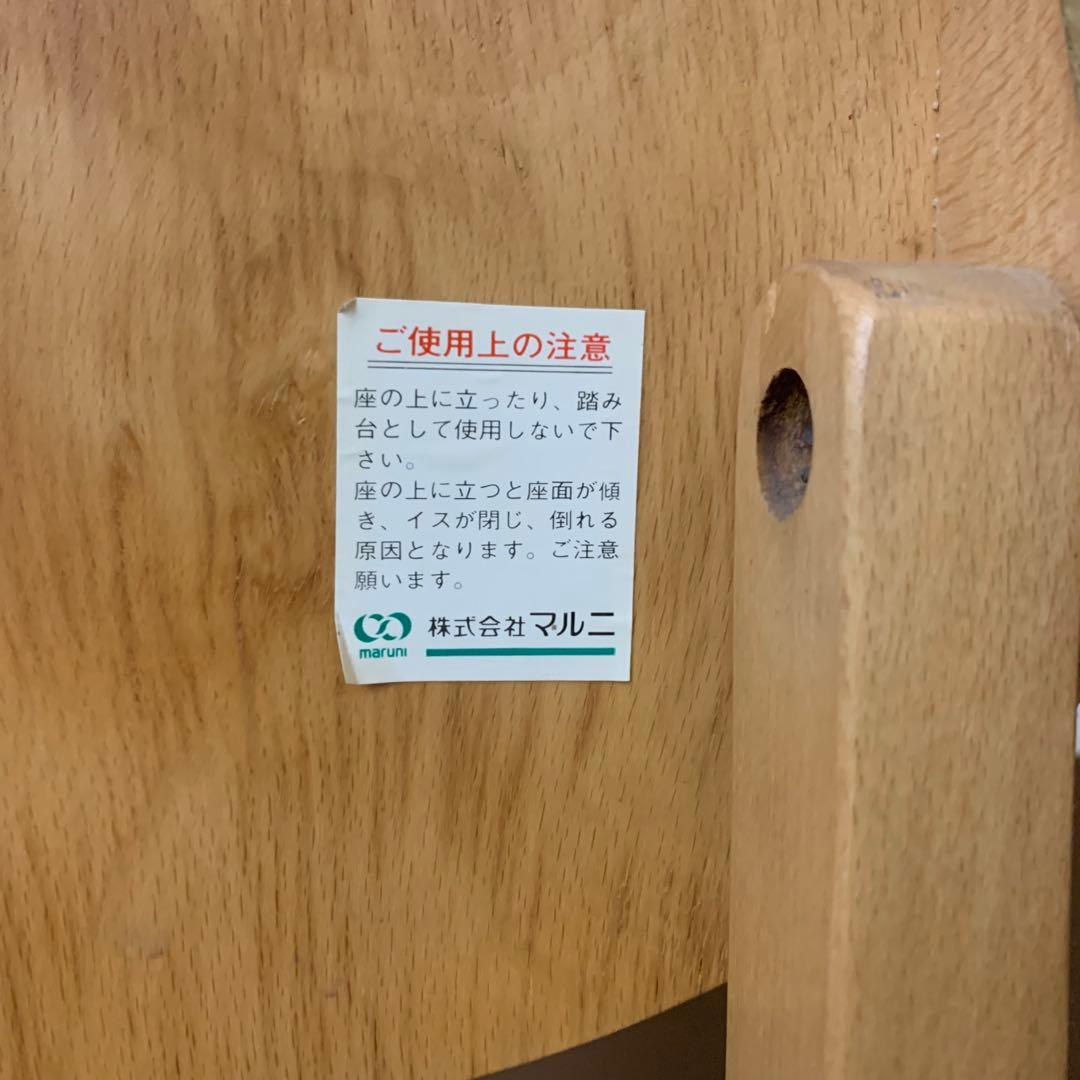 ご使用上の注意
座の上に立ったり、踏み
台として使用しないで下
さい。
座の上に立つと座面が傾
き、イスが閉じ、倒れる
原因となります。ご注意
願います。
maruni
株式会社マルニ